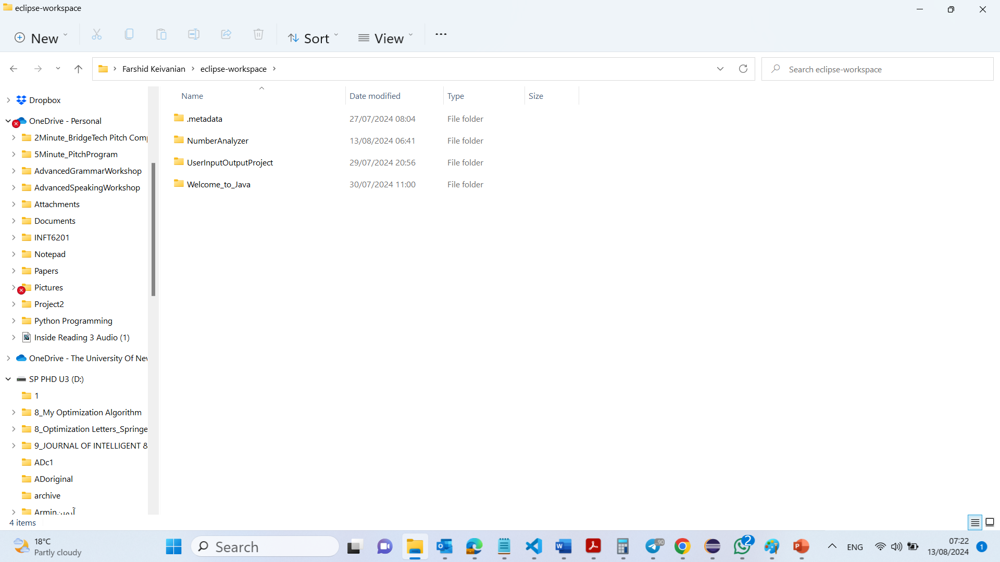 eclipse-workspace
New
Sort
View
Farshid Keivanian
eclipse-workspace
Search eclipse-workspace
Dropbox
OneDrive - Personal
2Minute_BridgeTech Pitch Comp
5Minute_PitchProgram
AdvancedGrammarWorkshop
AdvancedSpeakingWorkshop
Attachments
Documents
INFT6201
Notepad
Papers
Pictures
Project2
Python Programming
Inside Reading 3 Audio (1)
OneDrive - The University Of New
SP PHD U3 (D:)
1
8_My Optimization Algorithm
8_Optimization Letters_Springe
9_JOURNAL OF INTELLIGENT &
ADc1
ADoriginal
archive
Armin
Name Date modified Type Size
.metadata 27/07/2024 08:04 File folder
NumberAnalyzer 13/08/2024 06:41 File folder
UserInputOutputProject 29/07/2024 20:56 File folder
Welcome_to_Java 30/07/2024 11:00 File folder
4 items
18°C
Partly cloudy
Search
.90
2
ENG
07:22
13/08/2024
1